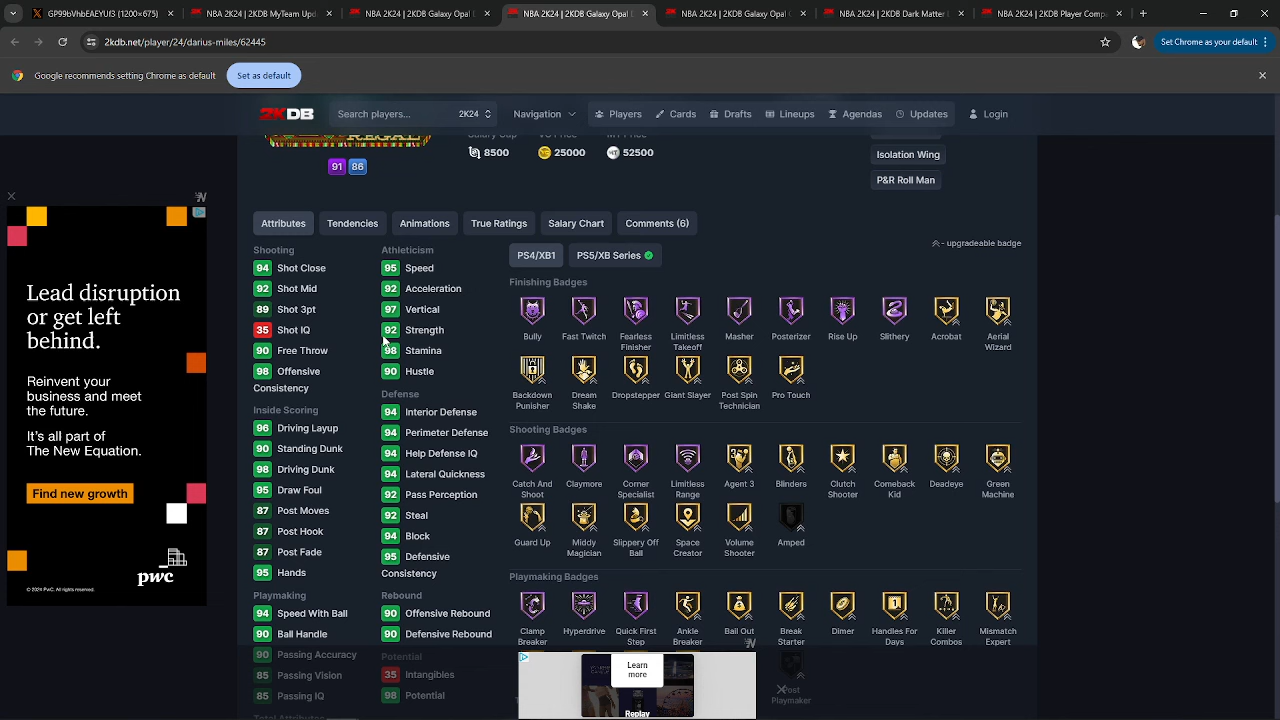 GP99bVhbEAEYUf3 (1200×675)
NBA 2K24 | 2KDB MyTeam Upd
NBA 2K24 | 2KDB Galaxy Opal (
NBA 2K24 | 2KDB Galaxy Opal
NBA 2K24 | 2KDB Galaxy Opal (
NBA 2K24 | 2KDB Dark Matter
NBA 2K24 | 2KDB Player Comp
2kdb.net/player/24/darius-miles/62445
Set Chrome as your default
Google recommends setting Chrome as default
Set as default
2KDB
Search players...
2K24
Navigation
Players
Cards
Drafts
Lineups
Agendas
Updates
Login
8500
25000
52500
91 86
Isolation Wing
P&R Roll Man
Attributes
Tendencies
Animations
True Ratings
Salary Chart
Comments (6)
- upgradeable badge
PS4/XB1
PS5/XB Series
Shooting
94 Shot Close
92 Shot Mid
89 Shot 3pt
35 Shot IQ
90 Free Throw
98 Offensive
Consistency
Inside Scoring
96 Driving Layup
90 Standing Dunk
98 Driving Dunk
95 Draw Foul
87 Post Moves
87 Post Hook
87 Post Fade
95 Hands
Playmaking
94 Speed With Ball
90 Ball Handle
90 Passing Accuracy
85 Passing Vision
85 Passing IQ
Athleticism
95 Speed
92 Acceleration
97 Vertical
92 Strength
98 Stamina
90 Hustle
Defense
94 Interior Defense
94 Perimeter Defense
94 Help Defense IQ
94 Lateral Quickness
92 Pass Perception
92 Steal
94 Block
95 Defensive
Consistency
Rebound
90 Offensive Rebound
90 Defensive Rebound
Potential
35 Intangibles
98 Potential
Finishing Badges
Bully
Fast Twitch
Fearless
Finisher
Limitless
Takeoff
Masher
Posterizer
Rise Up
Slithery
Acrobat
Aerial
Wizard
Backdown
Punisher
Dream
Shake
Dropstepper
Giant Slayer
Post Spin
Technician
Pro Touch
Shooting Badges
Catch And
Shoot
Claymore
Corner
Specialist
Limitless
Range
Agent 3
Blinders
Clutch
Shooter
Comeback
Kid
Deadeye
Green
Machine
Guard Up
Middy
Magician
Slippery Off
Ball
Space
Creator
Volume
Shooter
Amped
Playmaking Badges
Clamp
Breaker
Hyperdrive
Quick First
Step
Ankle
Breaker
Bail Out
Break
Starter
Dimer
Handles For
Days
Killer
Combos
Mismatch
Expert
Post
Playmaker
Lead disruption
or get left
behind.
Reinvent your
business and meet
the future.
It's all part of
The New Equation.
Find new growth
pwc
© 2024 PwC. All rights reserved.
Learn
more
Replay